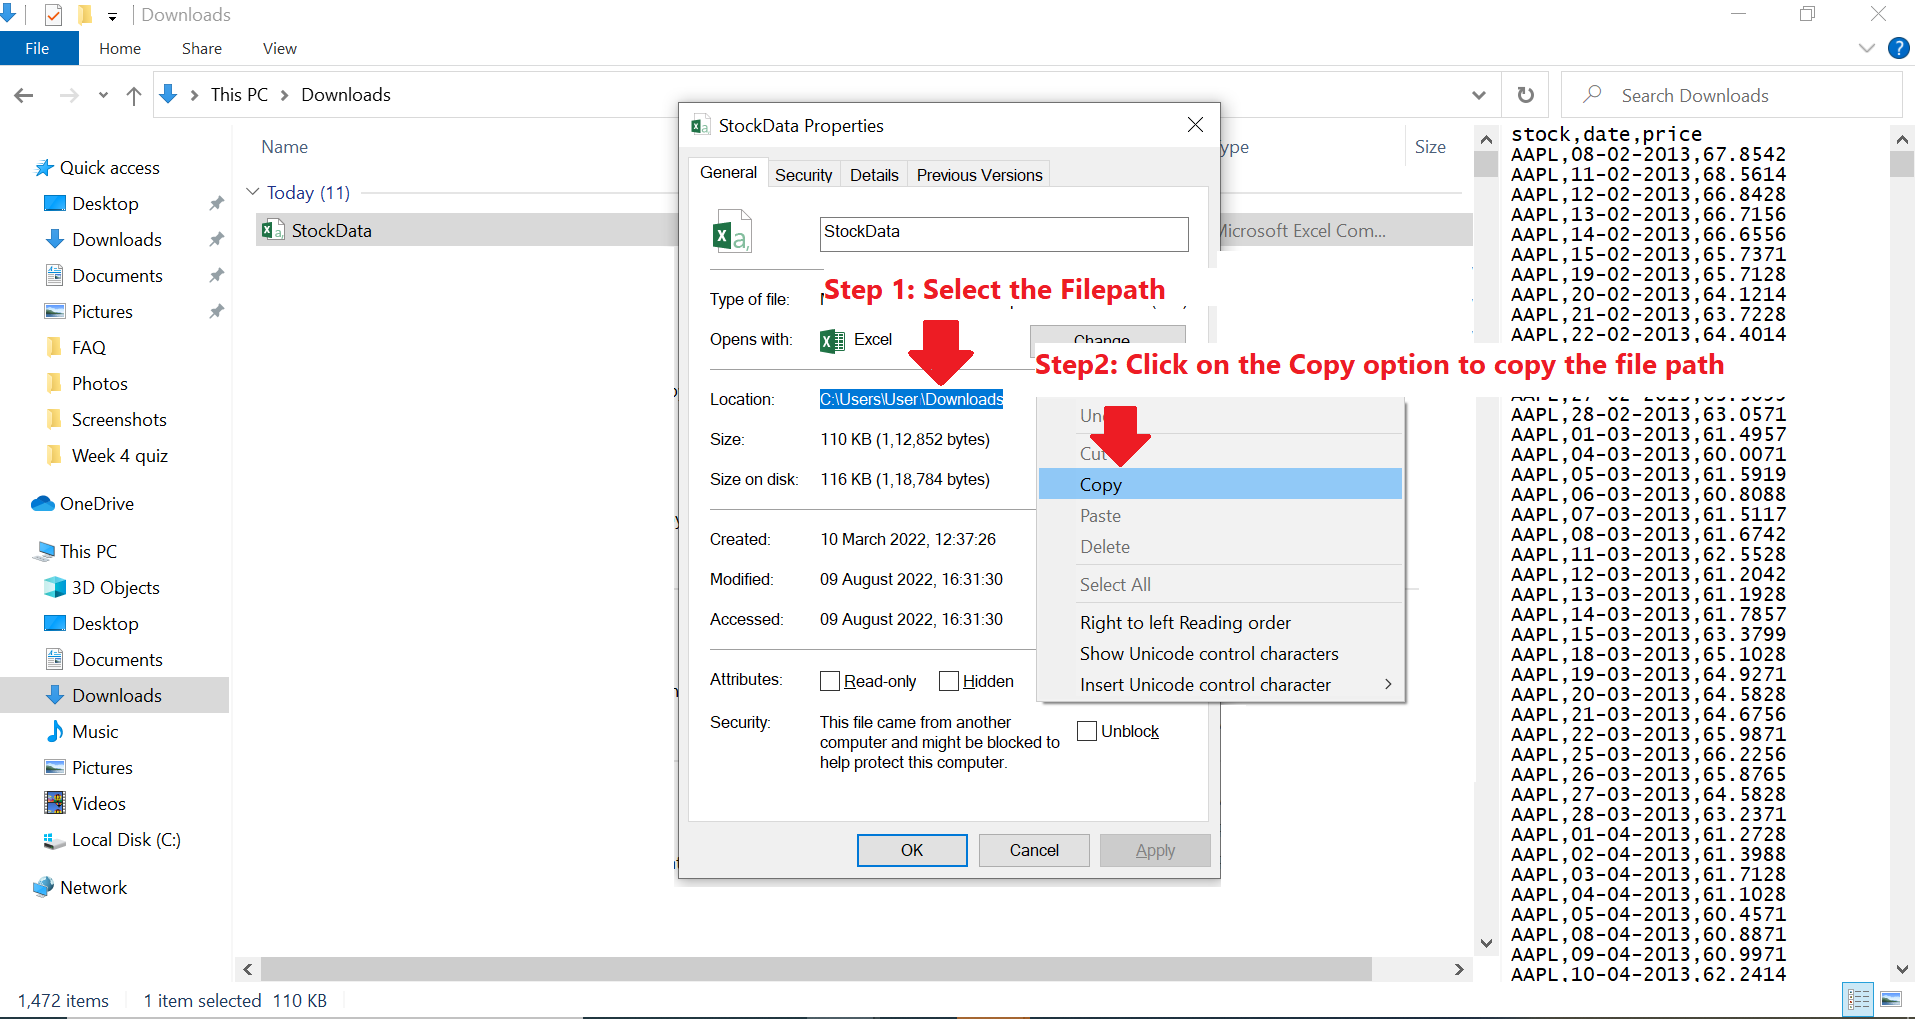 Downloads
File Home Share View
This PC Downloads
Search Downloads
Quick access
Desktop
Downloads
Documents
Pictures
FAQ
Photos
Screenshots
Week 4 quiz
OneDrive
This PC
3D Objects
Desktop
Documents
Downloads
Music
Pictures
Videos
Local Disk (C:)
Network
Name Size
Today (11)
StockData Microsoft Excel Com...
StockData Properties
General Security Details Previous Versions
StockData
Step 1: Select the Filepath
Type of file:
Opens with: Excel Change...
Step2: Click on the Copy option to copy the file path
Location: C:\Users\User\Downloads
Size: 110 KB (1,12,852 bytes)
Size on disk: 116 KB (1,18,784 bytes)
Created: 10 March 2022, 12:37:26
Modified: 09 August 2022, 16:31:30
Accessed: 09 August 2022, 16:31:30
Attributes: Read-only Hidden
Security: This file came from another
computer and might be blocked to
help protect this computer.
Unblock
OK Cancel Apply
Cut
Copy
Paste
Delete
Select All
Right to left Reading order
Show Unicode control characters
Insert Unicode control character
stock,date,price
AAPL,08-02-2013,67.8542
AAPL,11-02-2013,68.5614
AAPL,12-02-2013,66.8428
AAPL,13-02-2013,66.7156
AAPL,14-02-2013,66.6556
AAPL,15-02-2013,65.7371
AAPL,19-02-2013,65.7128
AAPL,20-02-2013,64.1214
AAPL,21-02-2013,63.7228
AAPL,22-02-2013,64.4014
AAPL,28-02-2013,63.0571
AAPL,01-03-2013,61.4957
AAPL,04-03-2013,60.0071
AAPL,05-03-2013,61.5919
AAPL,06-03-2013,60.8088
AAPL,07-03-2013,61.5117
AAPL,08-03-2013,61.6742
AAPL,11-03-2013,62.5528
AAPL,12-03-2013,61.2042
AAPL,13-03-2013,61.1928
AAPL,14-03-2013,61.7857
AAPL,15-03-2013,63.3799
AAPL,18-03-2013,65.1028
AAPL,19-03-2013,64.9271
AAPL,20-03-2013,64.5828
AAPL,21-03-2013,64.6756
AAPL,22-03-2013,65.9871
AAPL,25-03-2013,66.2256
AAPL,26-03-2013,65.8765
AAPL,27-03-2013,64.5828
AAPL,28-03-2013,63.2371
AAPL,01-04-2013,61.2728
AAPL,02-04-2013,61.3988
AAPL,03-04-2013,61.7128
AAPL,04-04-2013,61.1028
AAPL,05-04-2013,60.4571
AAPL,08-04-2013,60.8871
AAPL,09-04-2013,60.9971
AAPL,10-04-2013,62.2414
1,472 items 1 item selected 110 KB